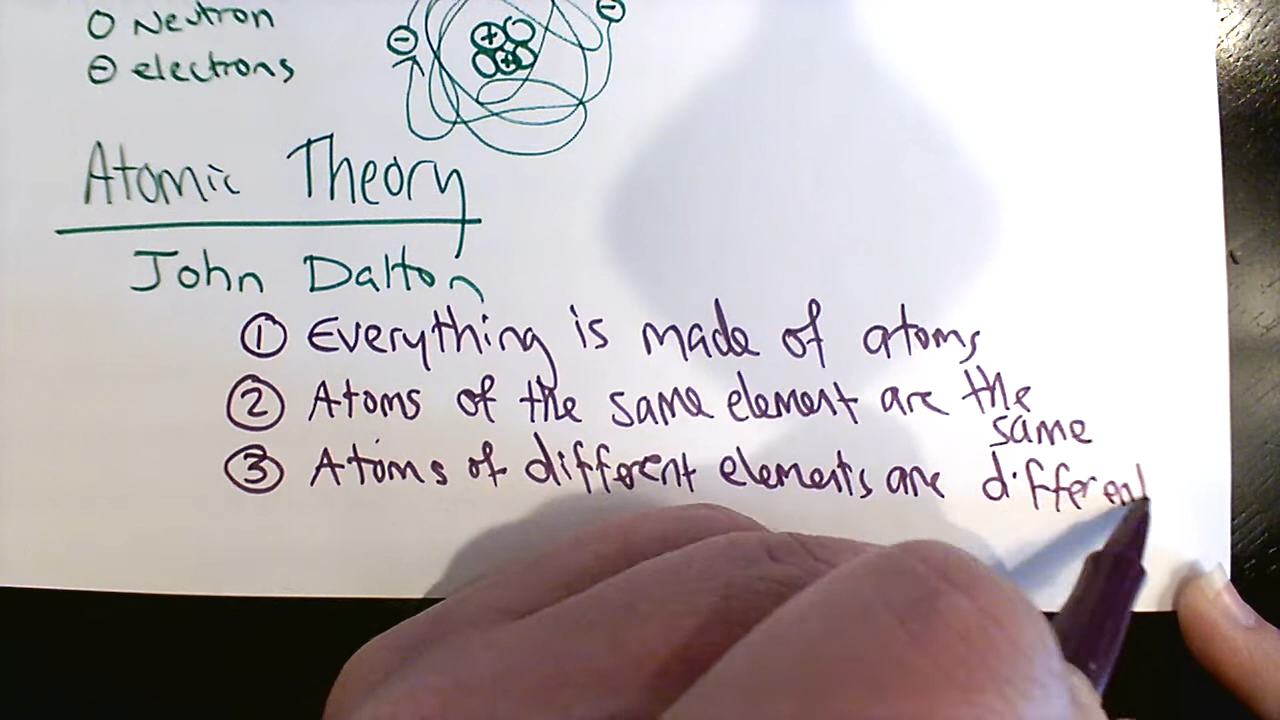 O Neutron
⊖ electrons
Atomic Theory
John Dalton
① Everything is made of atoms
② Atoms of the same element are the
same
③ Atoms of different elements are different